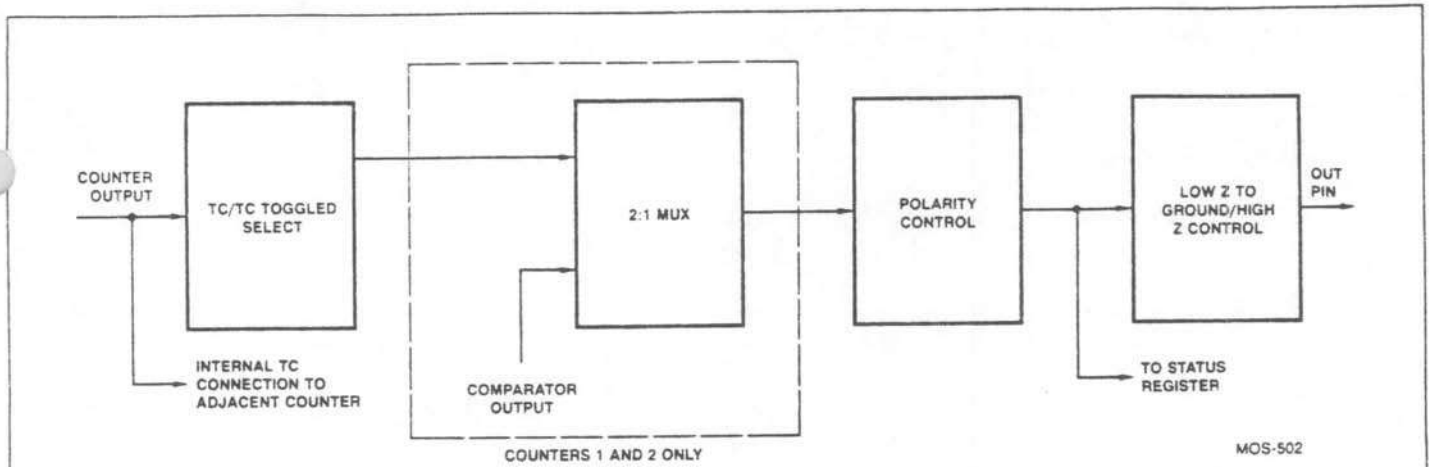 COUNTER
OUTPUT
TC/TC TOGGLED
SELECT
INTERNAL TC
CONNECTION TO
ADJACENT COUNTER
2:1 MUX
COMPARATOR
OUTPUT
COUNTERS 1 AND 2 ONLY
POLARITY
CONTROL
TO STATUS
REGISTER
LOW Z TO
GROUND/HIGH
Z CONTROL
OUT
PIN
MOS-502